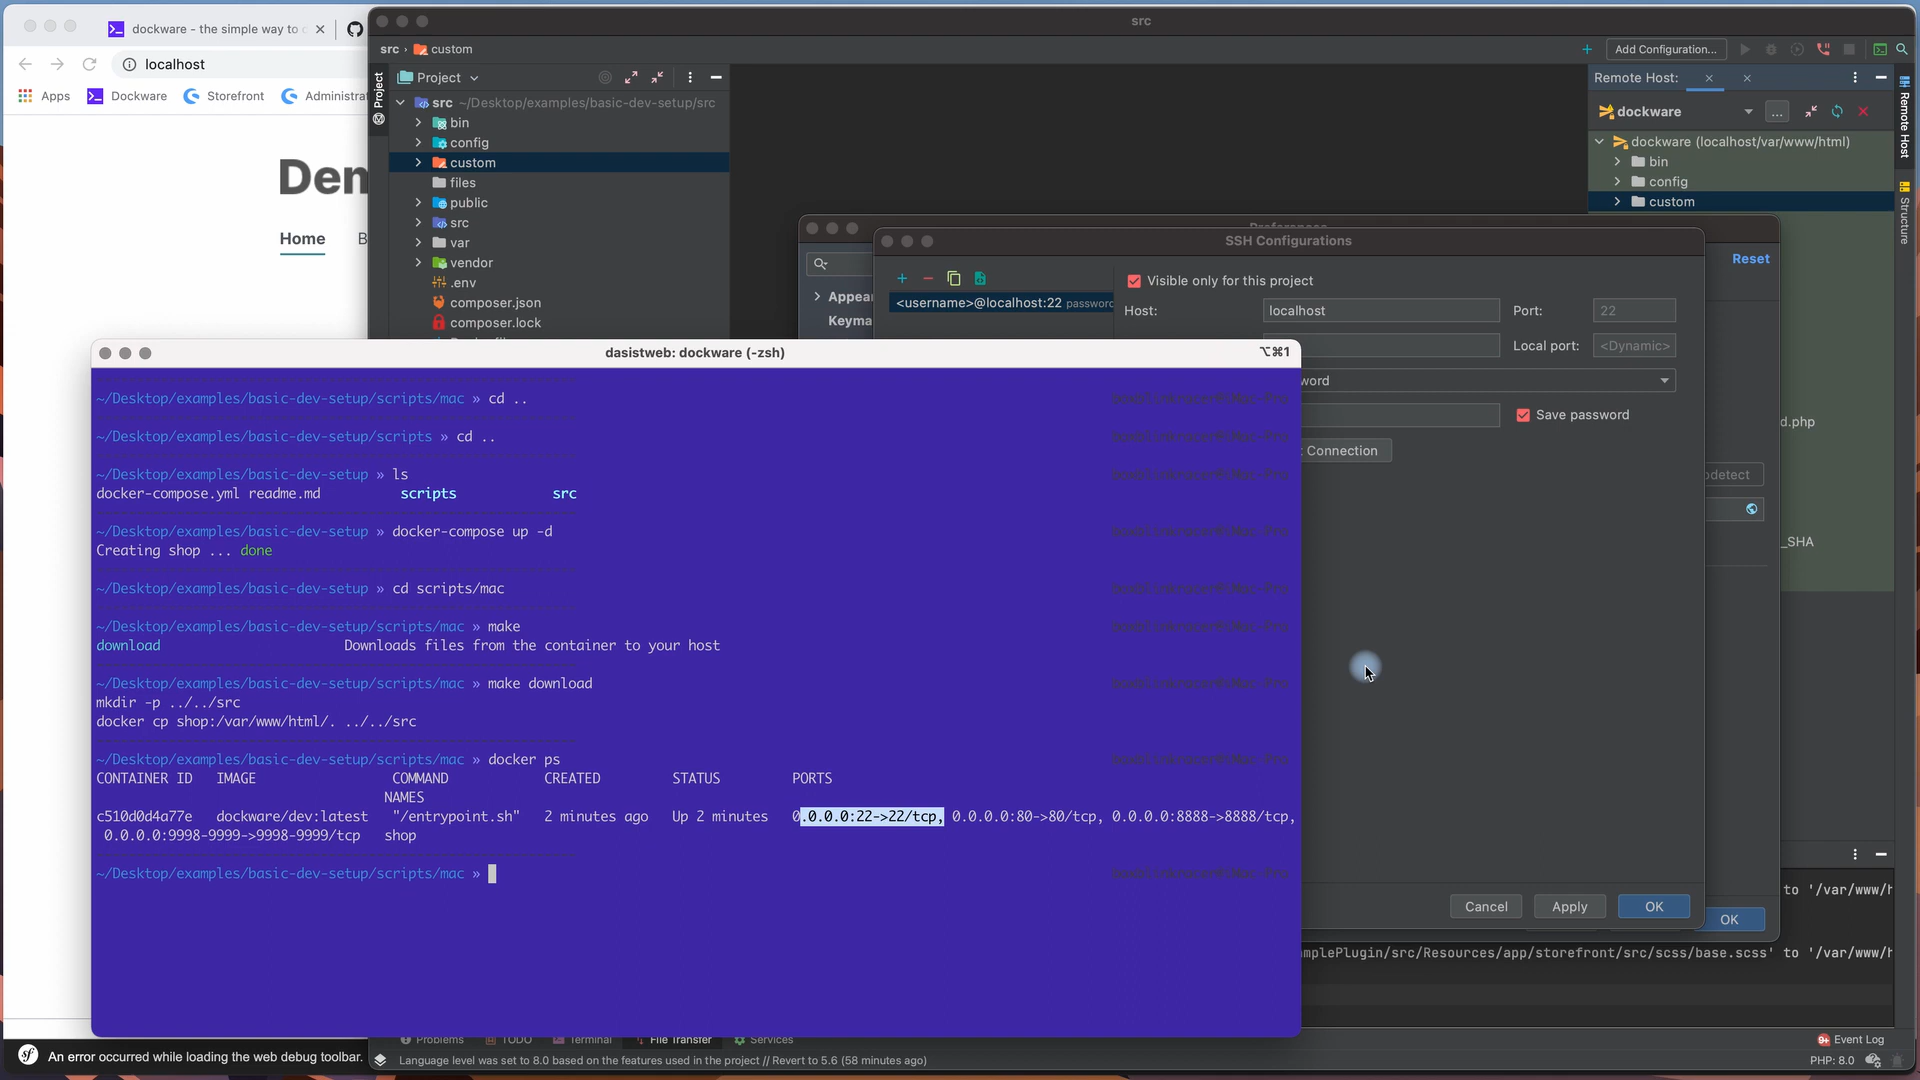 dockware - the simple way to
localhost
Apps
Dockware
Storefront
Administra
Home
An error occurred while loading the web debug toolbar.
src
src › custom
Add Configuration...
Project
Project
src ~/Desktop/examples/basic-dev-setup/src
bin
config
custom
files
public
src
var
vendor
.env
composer.json
composer.lock
Remote Host:
dockware
...
dockware (localhost/var/www/html)
bin
config
custom
Remote Host
Structure
Preferences
Reset
Appea
Keyma
SSH Configurations
<username>@localhost:22 password
Visible only for this project
Host: localhost
Port: 22
Local port: <Dynamic>
Save password
Connection
Cancel
Apply
OK
OK
d.php
_SHA
to '/var/www/h
mplePlugin/src/Resources/app/storefront/src/scss/base.scss' to '/var/www/h
dasistweb: dockware (-zsh)
⌥⌘1
~/Desktop/examples/basic-dev-setup/scripts/mac » cd ..
~/Desktop/examples/basic-dev-setup/scripts » cd ..
~/Desktop/examples/basic-dev-setup » ls
docker-compose.yml readme.md scripts src
~/Desktop/examples/basic-dev-setup » docker-compose up -d
Creating shop ... done
~/Desktop/examples/basic-dev-setup » cd scripts/mac
~/Desktop/examples/basic-dev-setup/scripts/mac » make
download Downloads files from the container to your host
~/Desktop/examples/basic-dev-setup/scripts/mac » make download
mkdir -p ../../src
docker cp shop:/var/www/html/. ../../src
~/Desktop/examples/basic-dev-setup/scripts/mac » docker ps
CONTAINER ID IMAGE COMMAND CREATED STATUS PORTS
NAMES
c510d0d4a77e dockware/dev:latest "/entrypoint.sh" 2 minutes ago Up 2 minutes 0.0.0.0:22->22/tcp, 0.0.0.0:80->80/tcp, 0.0.0.0:8888->8888/tcp,
0.0.0.0:9998-9999->9998-9999/tcp shop
~/Desktop/examples/basic-dev-setup/scripts/mac »
Problems
TODO
Terminal
File Transfer
Services
9+ Event Log
Language level was set to 8.0 based on the features used in the project // Revert to 5.6 (58 minutes ago)
PHP: 8.0